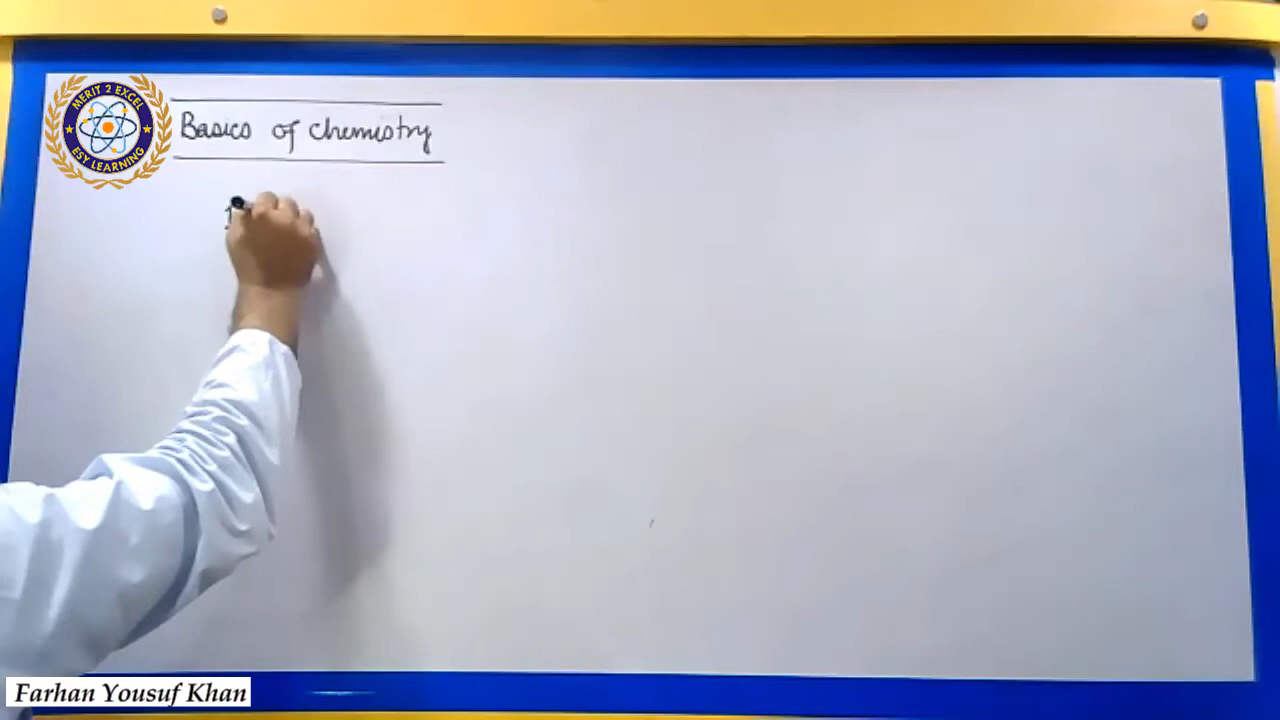 MERIT 2 EXCEL
ESY LEARNING
Basics of chemistry
Farhan Yousuf Khan